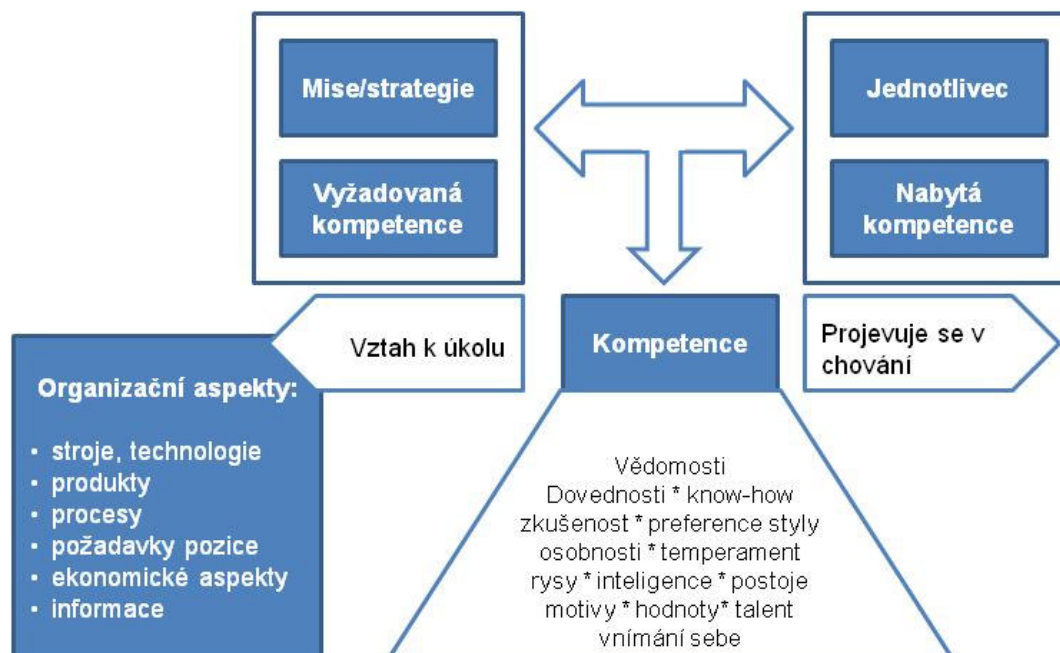 Mise/strategie
Vyžadovaná
kompetence
Jednotlivec
Nabytá
kompetence
Vztah k úkolu
Kompetence
Projevuje se v
chování
Organizační aspekty:
• stroje, technologie
• produkty
• procesy
• požadavky pozice
• ekonomické aspekty
• informace
Vědomosti
Dovednosti * know-how
zkušenost * preference styly
osobnosti * temperament
rysy * inteligence * postoje
motivy * hodnoty* talent
vnímání sebe